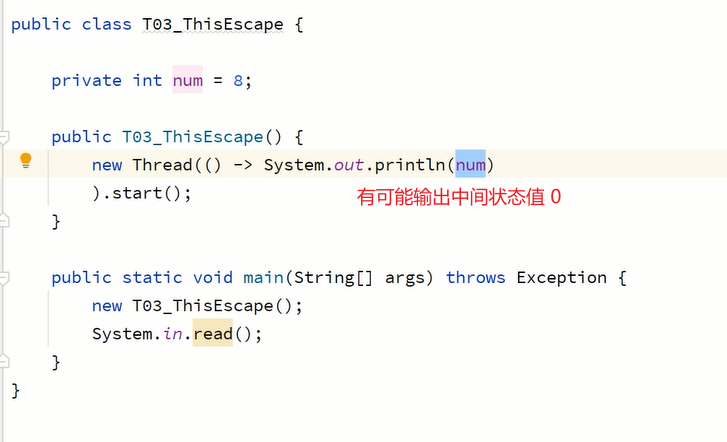 public class T03_ThisEscape {
private int num = 8;
public T03_ThisEscape() {
new Thread(() -> System.out.println(num)
).start();
有可能输出中间状态值 0
}
public static void main(String[] args) throws Exception {
new T03_ThisEscape();
System.in.read();
}
}